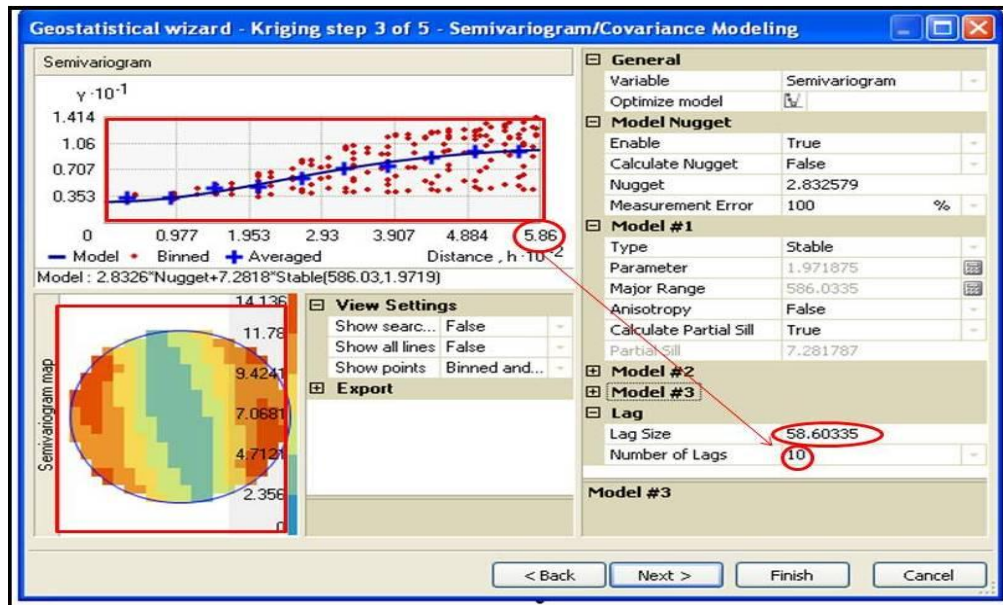 Geostatistical wizard - Kriging step 3 of 5 - Semivariogram/Covariance Modeling
Semivariogram
γ·10⁻¹
1.414
1.06
0.707
0.353
0 0.977 1.953 2.93 3.907 4.884 5.86
Model Binned Averaged Distance, h·10⁻²
Model : 2.8326*Nugget+7.2818*Stable(586.03,1.9719)
Semivariogram map
14.136
11.78
9.4241
7.0681
4.7121
2.356
0
View Settings
Show searc... False
Show all lines False
Show points Binned and...
Export
General
Variable Semivariogram
Optimize model
Model Nugget
Enable True
Calculate Nugget False
Nugget 2.832579
Measurement Error 100 %
Model #1
Type Stable
Parameter 1.971875
Major Range 586.0335
Anisotropy False
Calculate Partial Sill True
Partial Sill 7.281787
Model #2
Model #3
Lag
Lag Size 58.60335
Number of Lags 10
Model #3
< Back Next > Finish Cancel